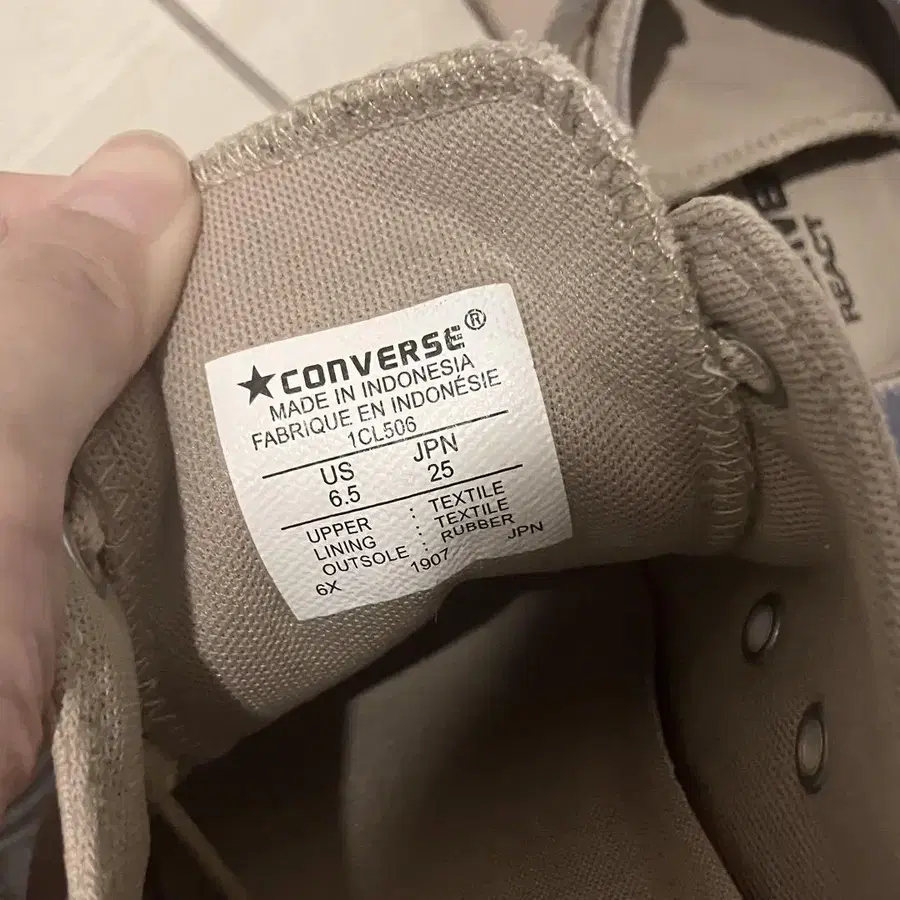 ★CONVERSE®
MADE IN INDONESIA
FABRIQUE EN INDONÉSIE
1CL506
US JPN
6.5 25
UPPER : TEXTILE
LINING : TEXTILE
OUTSOLE : RUBBER
6X 1907 JPN
REACT